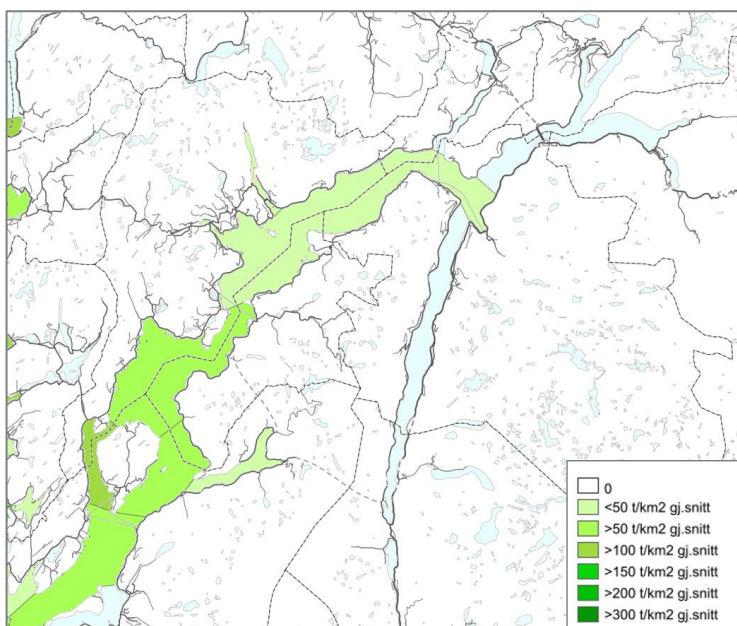 0
<50 t/km2 gj.snitt
>50 t/km2 gj.snitt
>100 t/km2 gj.snitt
>150 t/km2 gj.snitt
>200 t/km2 gj.snitt
>300 t/km2 gj.snitt